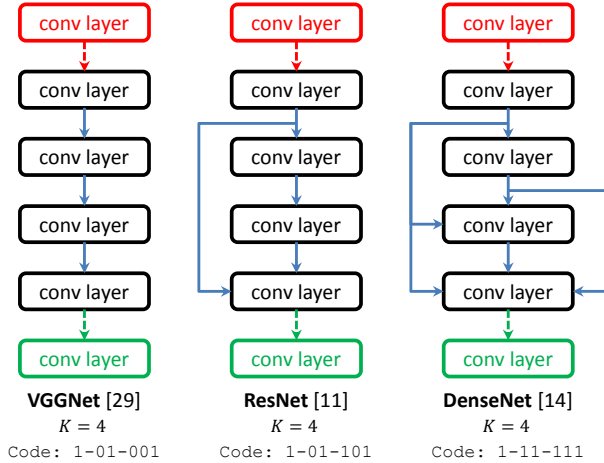 conv layer conv layer conv layer
conv layer conv layer conv layer
conv layer conv layer conv layer
conv layer conv layer conv layer
conv layer conv layer conv layer
conv layer conv layer conv layer
VGGNet [29] ResNet [11] DenseNet [14]
K = 4 K = 4 K = 4
Code: 1-01-001 Code: 1-01-101 Code: 1-11-111